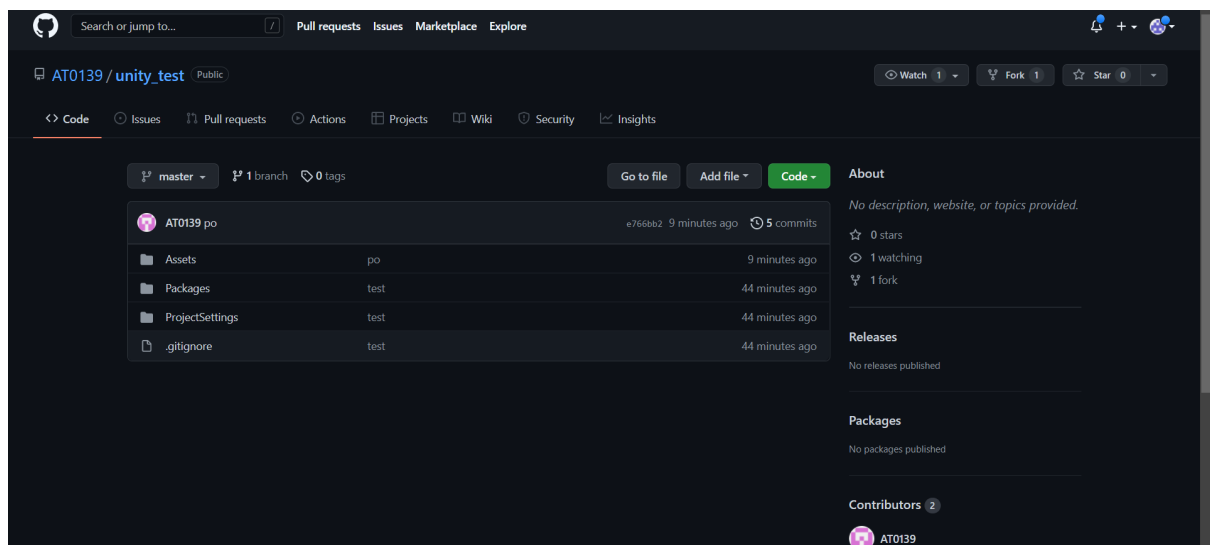 Search or jump to... / Pull requests Issues Marketplace Explore
AT0139 / unity_test Public
Watch 1 Fork 1 Star 0
Code Issues Pull requests Actions Projects Wiki Security Insights
master 1 branch 0 tags Go to file Add file Code
AT0139 po e766bb2 9 minutes ago 5 commits
Assets po 9 minutes ago
Packages test 44 minutes ago
ProjectSettings test 44 minutes ago
.gitignore test 44 minutes ago
About
No description, website, or topics provided.
0 stars
1 watching
1 fork
Releases
No releases published
Packages
No packages published
Contributors 2
AT0139